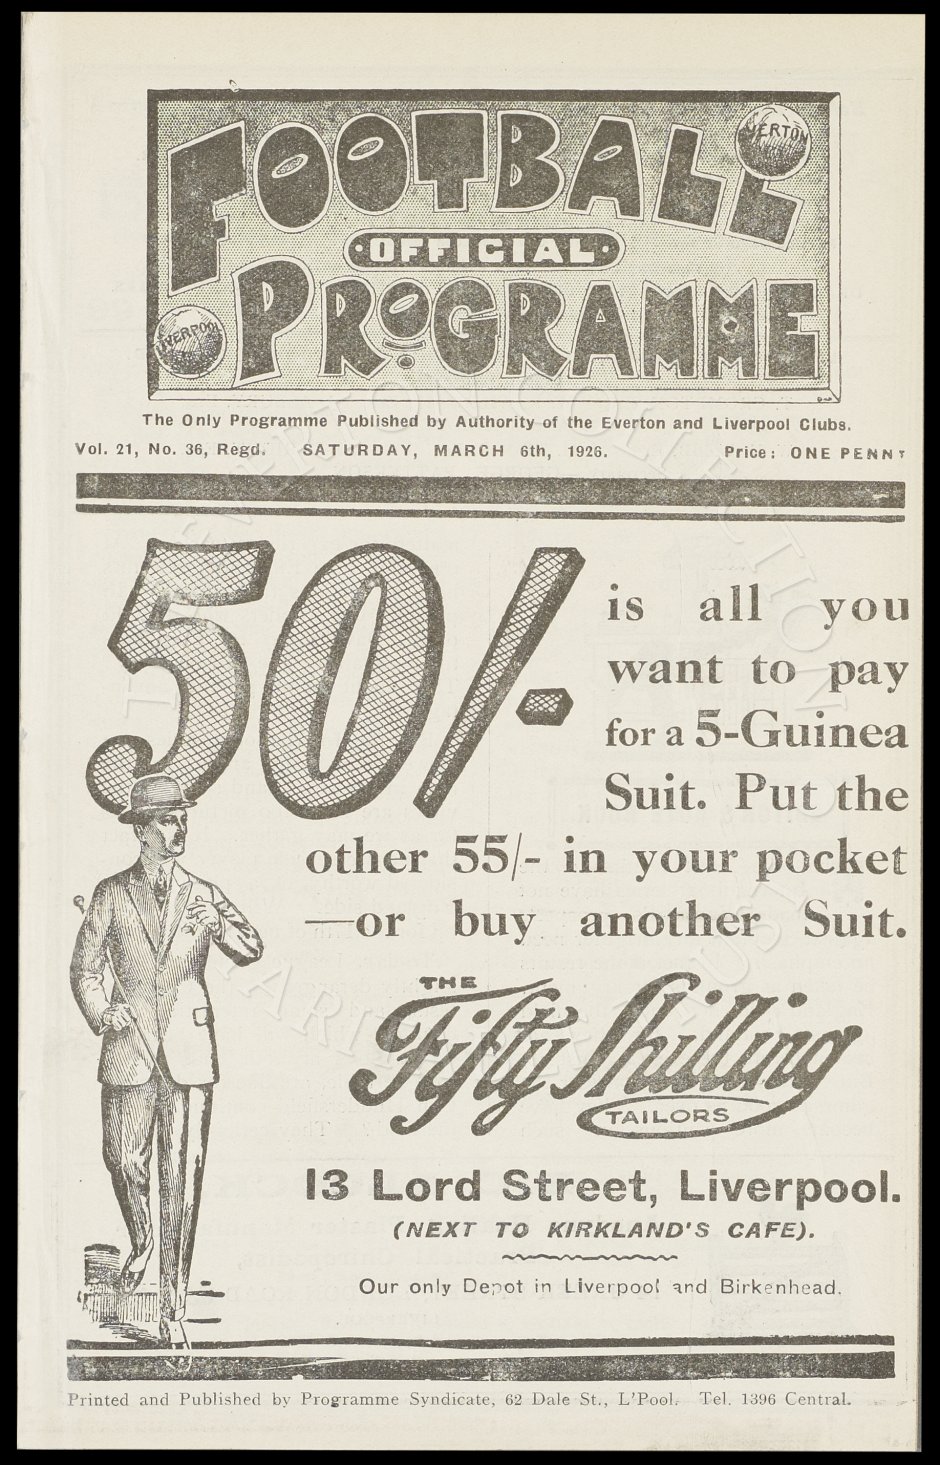 FOOTBALL
EVERTON
·OFFICIAL·
PROGRAMME
LIVERPOOL
The Only Programme Published by Authority of the Everton and Liverpool Clubs.
Vol. 21, No. 36, Regd. SATURDAY, MARCH 6th, 1926. Price: ONE PENNY
50/-
is all you
want to pay
for a 5-Guinea
Suit. Put the
other 55/- in your pocket
—or buy another Suit.
THE
Fifty Shilling
TAILORS
13 Lord Street, Liverpool.
(NEXT TO KIRKLAND'S CAFE).
Our only Depot in Liverpool and Birkenhead.
Printed and Published by Programme Syndicate, 62 Dale St., L'Pool. Tel. 1396 Central.
EVERTON COLLECTION
CHARITABLE TRUST